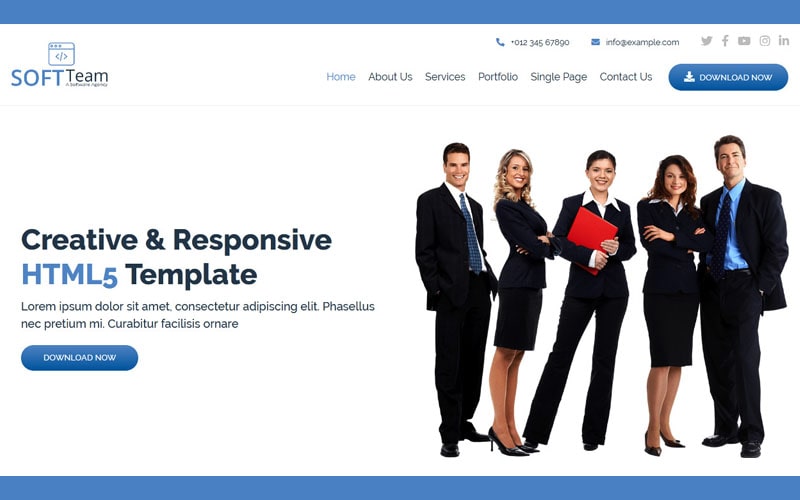 +012 345 67890 info@example.com
</>
SOFT Team
A Software Agency
Home About Us Services Portfolio Single Page Contact Us DOWNLOAD NOW
Creative & Responsive
HTML5 Template
Lorem ipsum dolor sit amet, consectetur adipiscing elit. Phasellus
nec pretium mi. Curabitur facilisis ornare
DOWNLOAD NOW